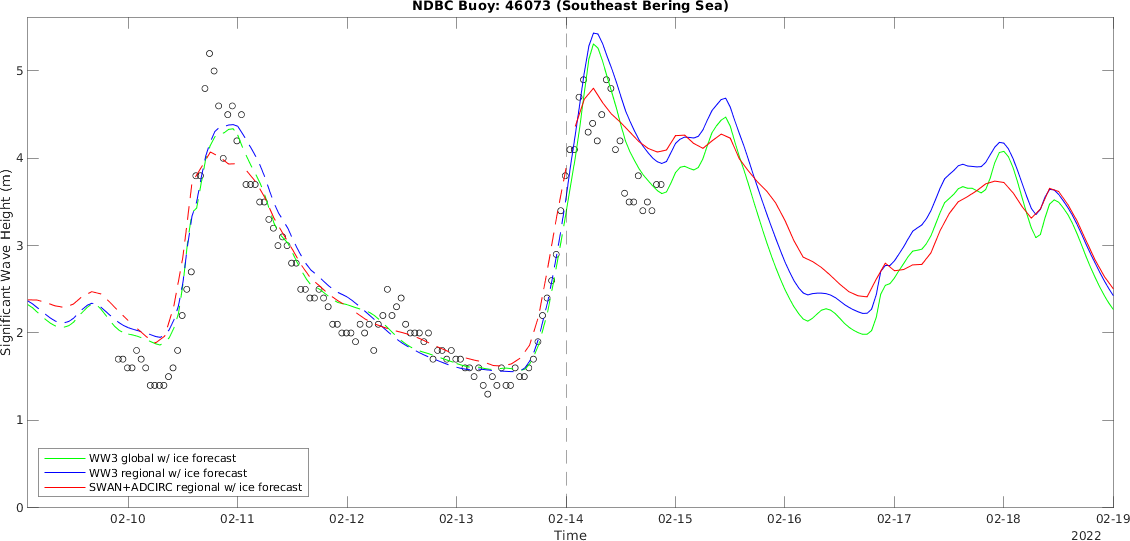 NDBC Buoy: 46073 (Southeast Bering Sea)
Significant Wave Height (m)
5
4
3
2
1
0
WW3 global w/ ice forecast
WW3 regional w/ ice forecast
SWAN+ADCIRC regional w/ ice forecast
02-10 02-11 02-12 02-13 02-14 02-15 02-16 02-17 02-18 02-19
Time
2022